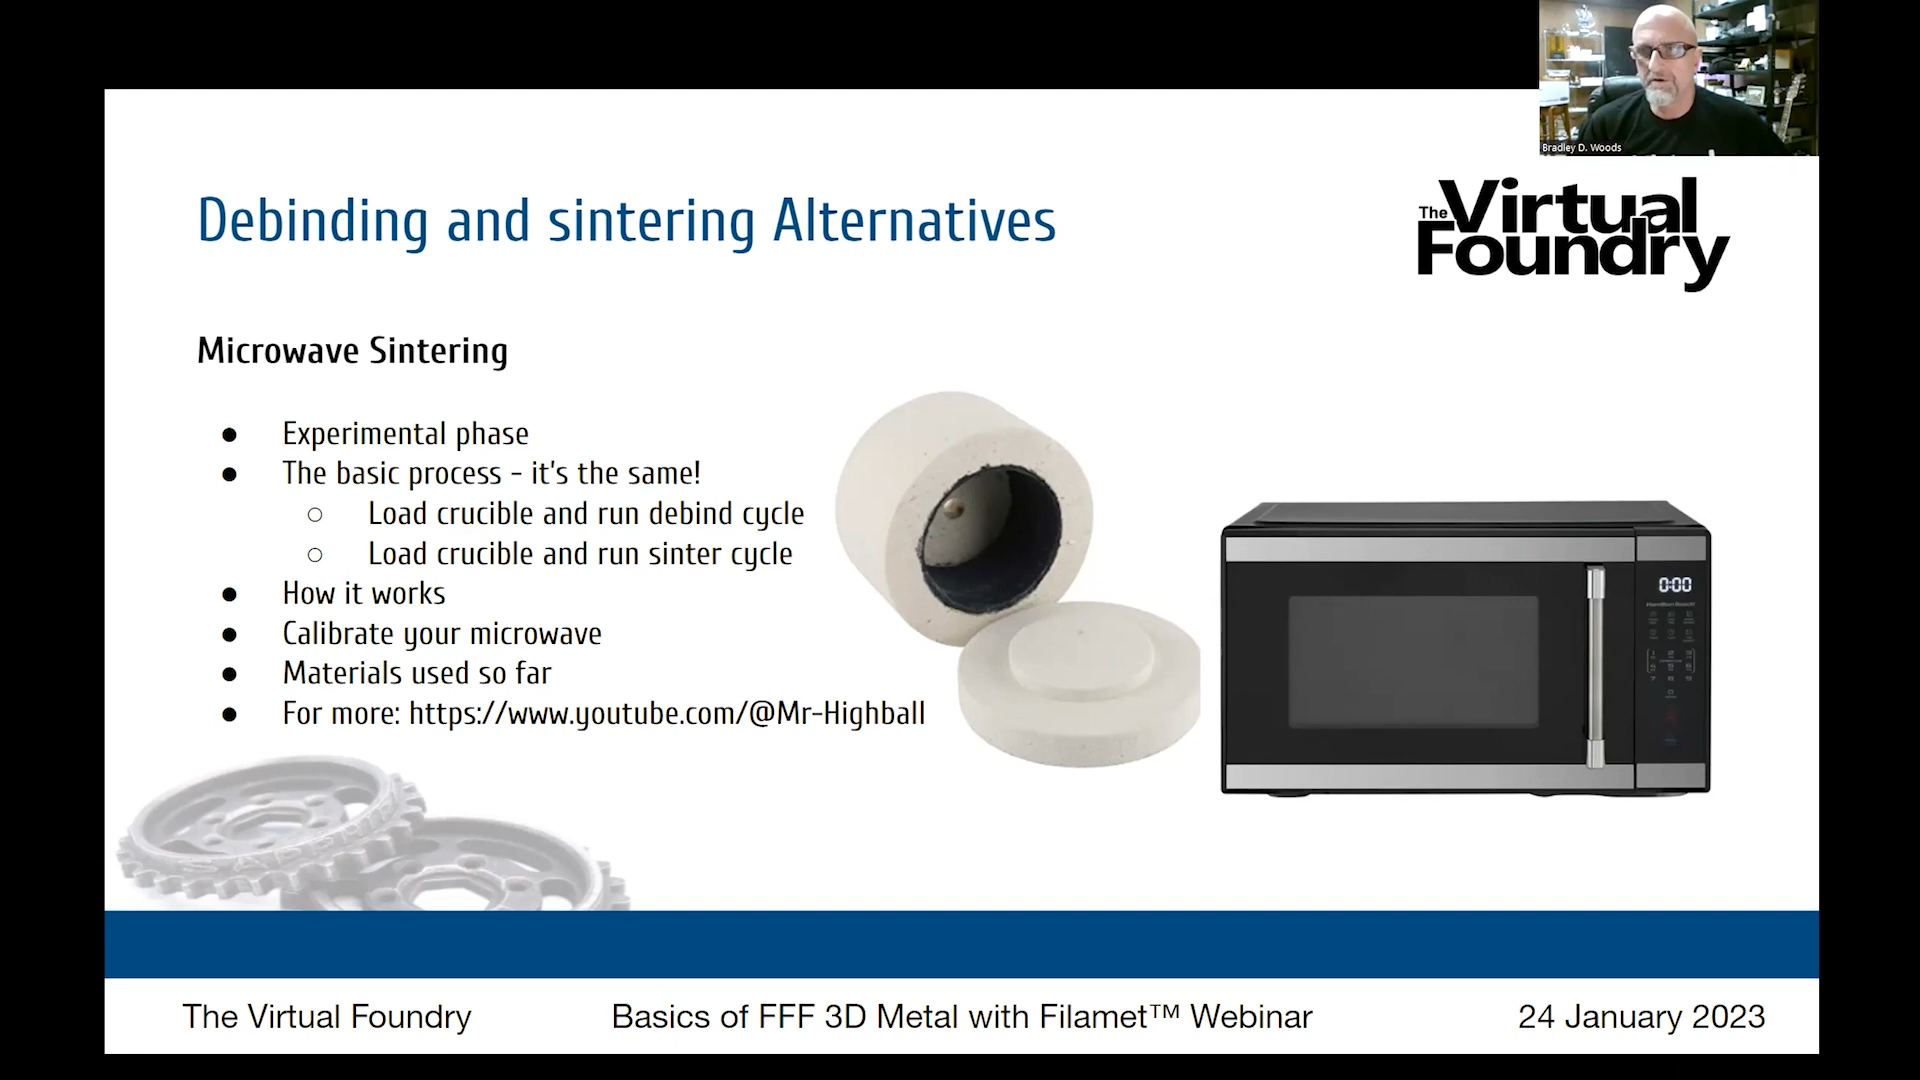 Bradley D. Woods
The Virtual
Foundry
Debinding and sintering Alternatives
Microwave Sintering
● Experimental phase
● The basic process - it's the same!
○ Load crucible and run debind cycle
○ Load crucible and run sinter cycle
● How it works
● Calibrate your microwave
● Materials used so far
● For more: https://www.youtube.com/@Mr-Highball
0:00
Hamilton Beach
The Virtual Foundry
Basics of FFF 3D Metal with Filamet™ Webinar
24 January 2023